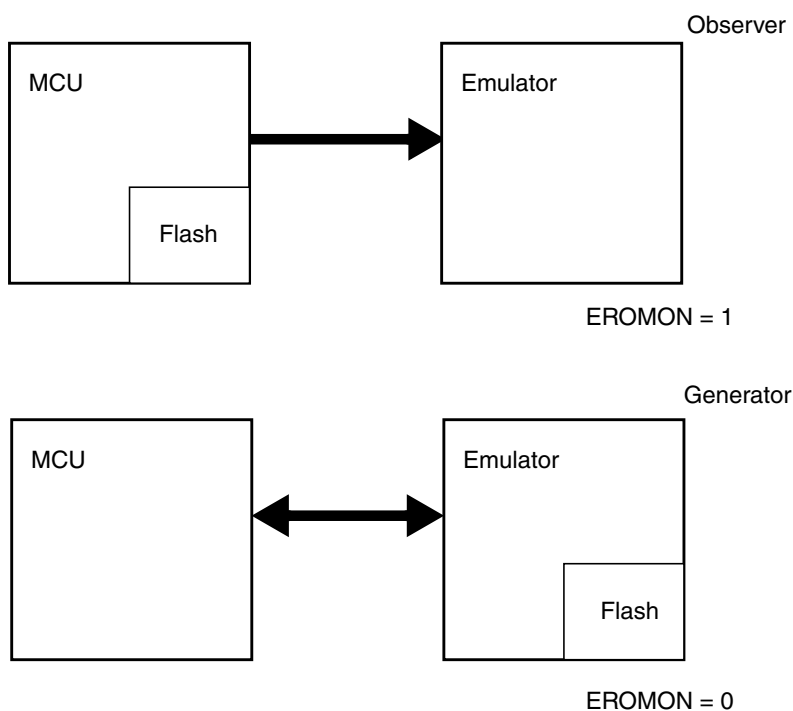 Observer
MCU
Emulator
Flash
EROMON = 1
Generator
MCU
Emulator
Flash
EROMON = 0